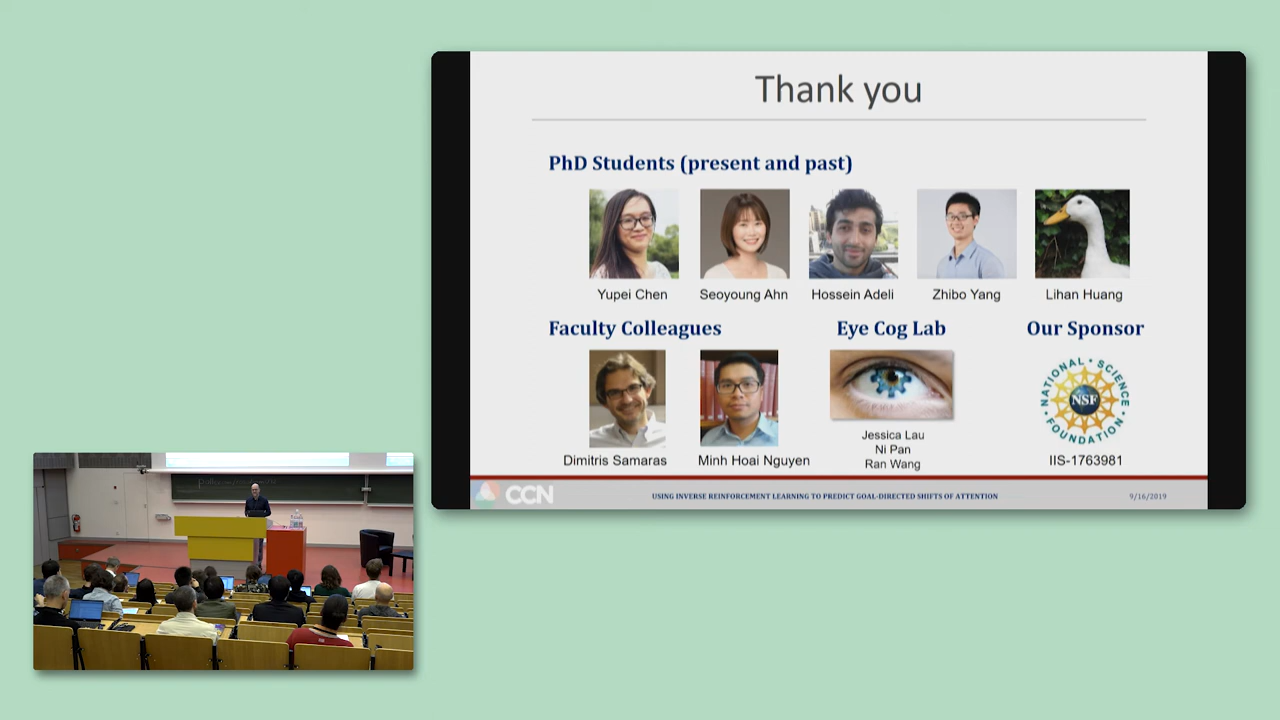 Thank you
PhD Students (present and past)
Yupei Chen
Seoyoung Ahn
Hossein Adeli
Zhibo Yang
Lihan Huang
Faculty Colleagues
Eye Cog Lab
Our Sponsor
Dimitris Samaras
Minh Hoai Nguyen
Jessica Lau
Ni Pan
Ran Wang
NATIONAL SCIENCE FOUNDATION
NSF
IIS-1763981
CCN
USING INVERSE REINFORCEMENT LEARNING TO PREDICT GOAL-DIRECTED SHIFTS OF ATTENTION
9/16/2019